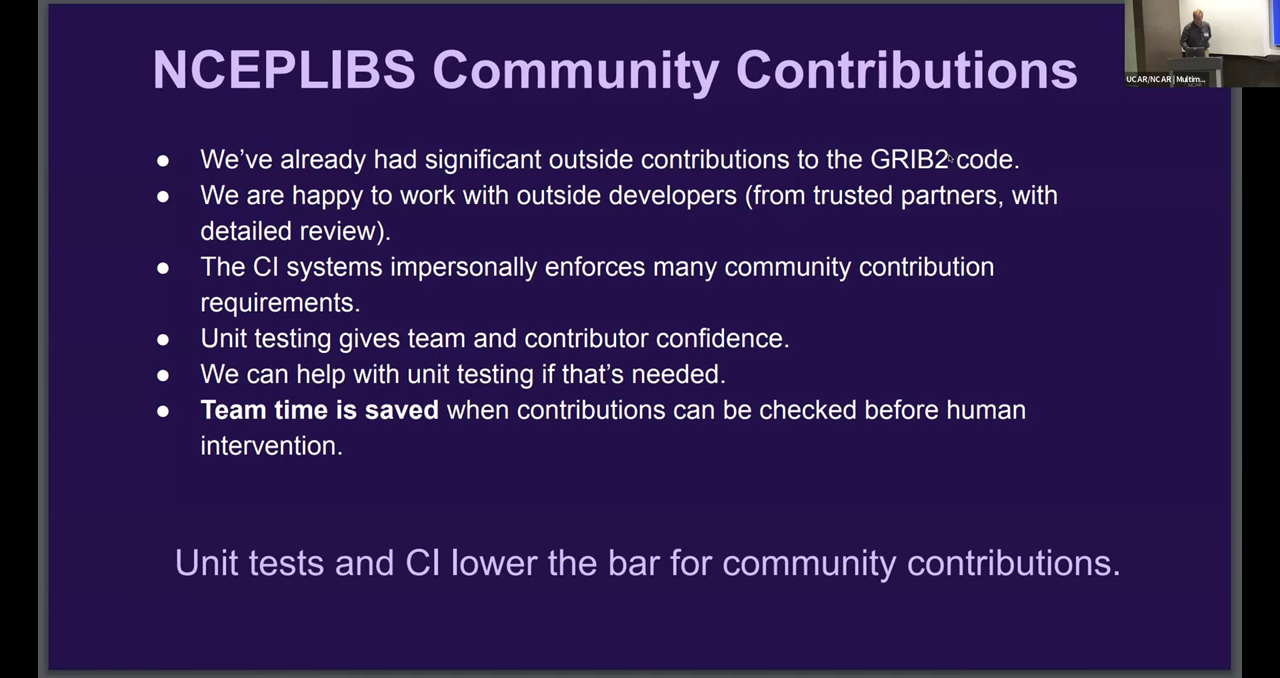 NCEPLIBS Community Contributions
UCAR/NCAR | Multim...
● We’ve already had significant outside contributions to the GRIB2 code.
● We are happy to work with outside developers (from trusted partners, with
detailed review).
● The CI systems impersonally enforces many community contribution
requirements.
● Unit testing gives team and contributor confidence.
● We can help with unit testing if that’s needed.
● Team time is saved when contributions can be checked before human
intervention.
Unit tests and CI lower the bar for community contributions.
NCAR